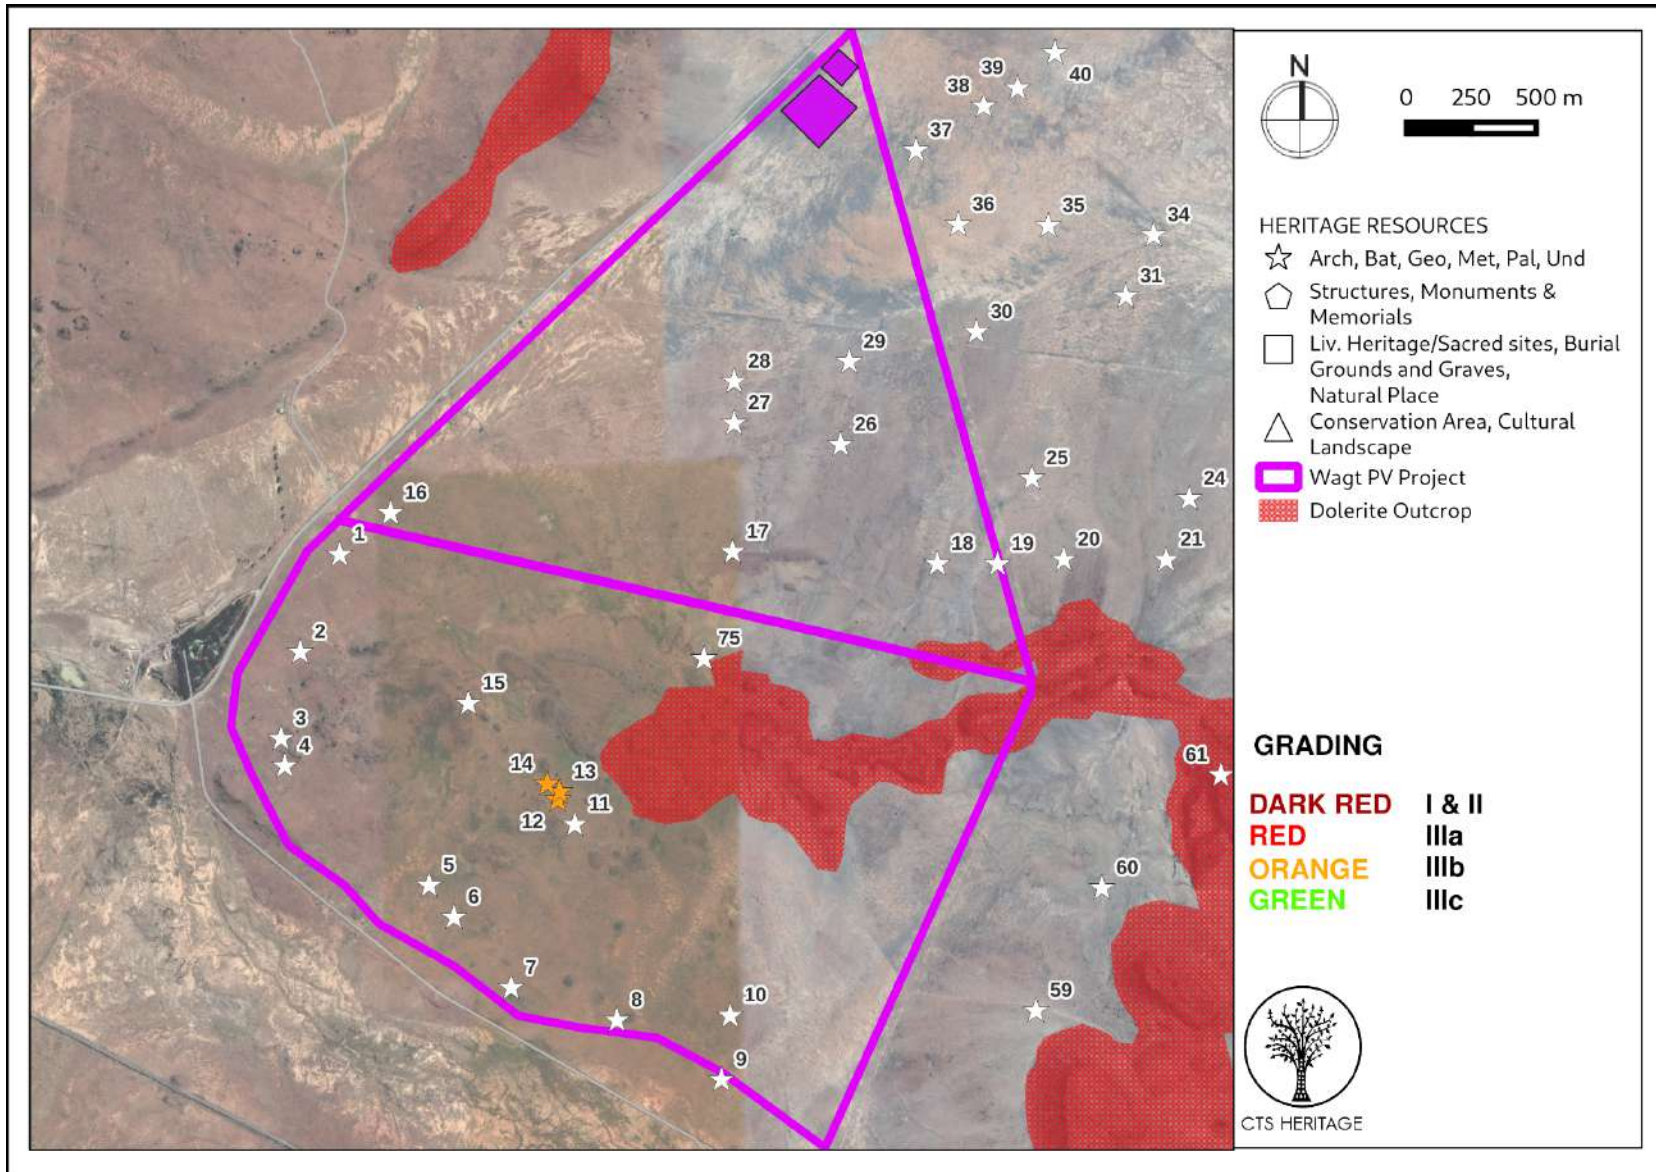 40
39
38
37
36
35
34
31
30
29
28
27
26
25
24
16
1
17
18
19
20
21
2
75
15
3
4
61
14
13
12
11
5
6
60
7
8
10
59
9
N
0 250 500 m
HERITAGE RESOURCES
Arch, Bat, Geo, Met, Pal, Und
Structures, Monuments &
Memorials
Liv. Heritage/Sacred sites, Burial
Grounds and Graves,
Natural Place
Conservation Area, Cultural
Landscape
Wagt PV Project
Dolerite Outcrop
GRADING
DARK RED I & II
RED IIIa
ORANGE IIIb
GREEN IIIc
CTS HERITAGE